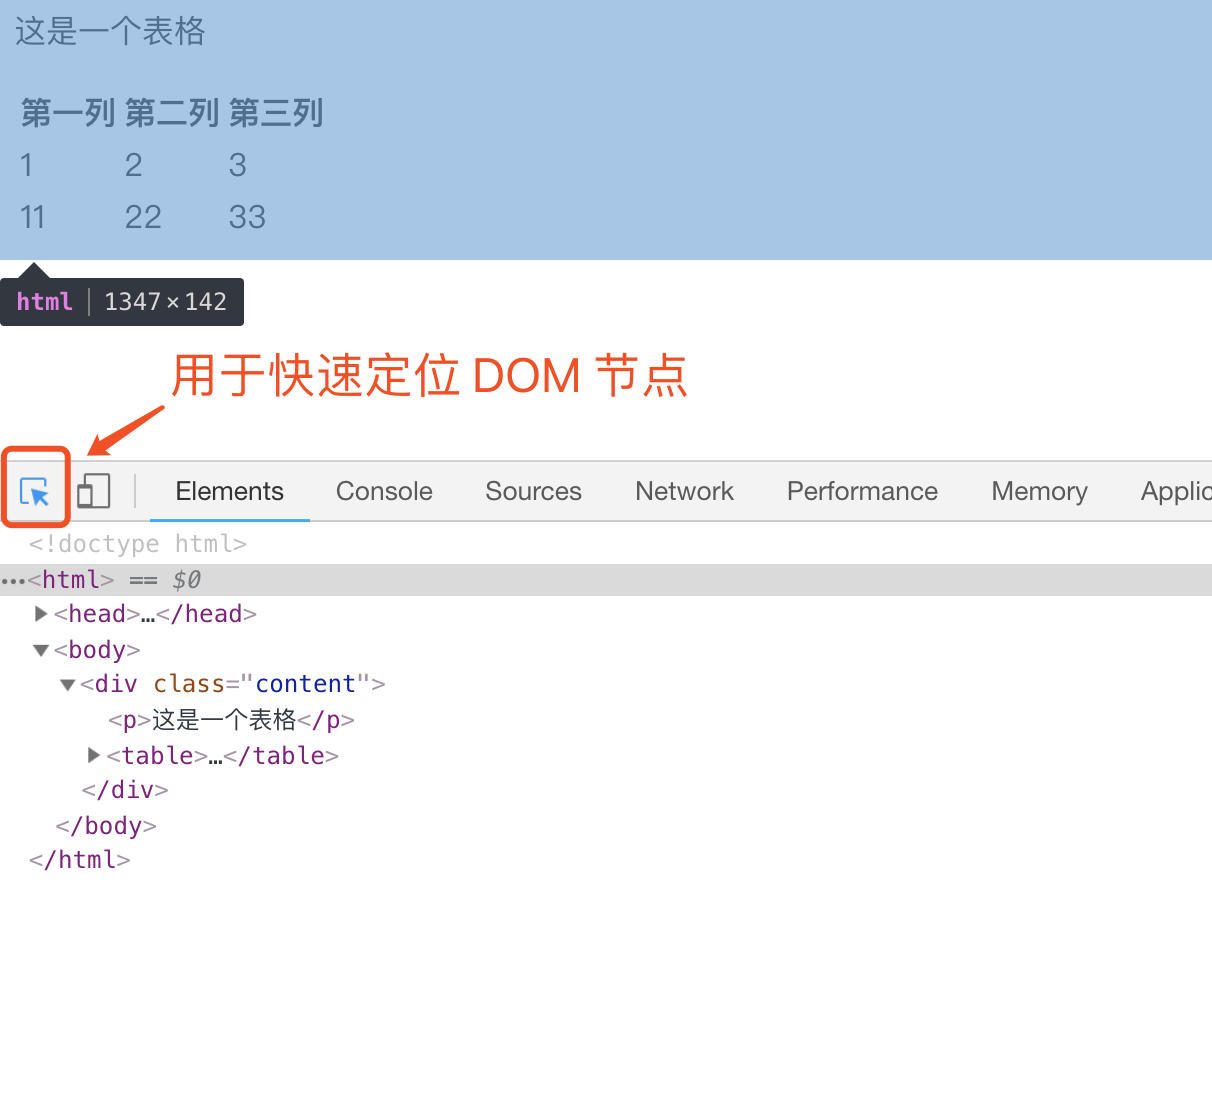 这是一个表格
第一列 第二列 第三列
1 2 3
11 22 33
html 1347×142
用于快速定位 DOM 节点
Elements Console Sources Network Performance Memory Applic
<!doctype html>
…<html> == $0
▶<head>…</head>
▼<body>
▼<div class="content">
<p>这是一个表格</p>
▶<table>…</table>
</div>
</body>
</html>